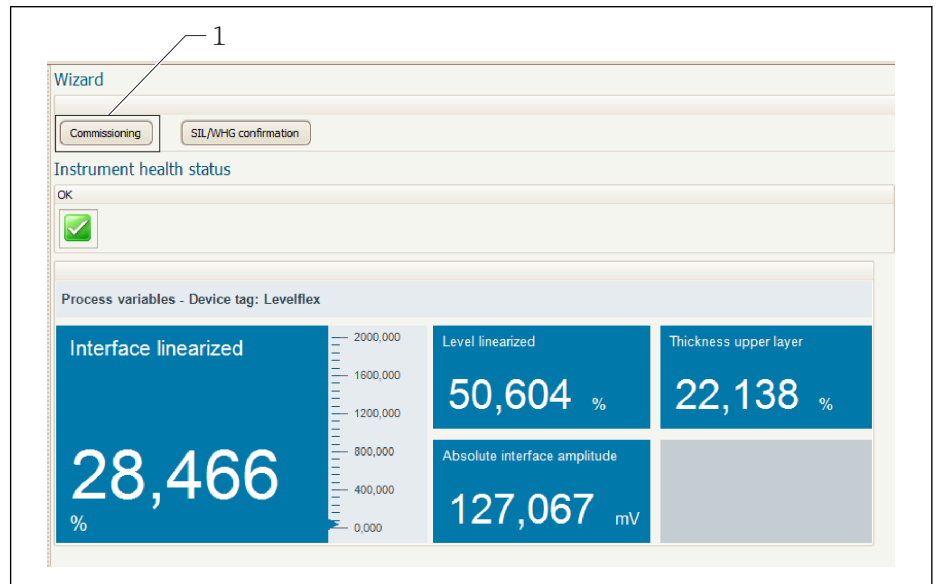 1
Wizard
Commissioning
SIL/WHG confirmation
Instrument health status
OK
Process variables - Device tag: Levelflex
Interface linearized
28,466
%
2000,000
1600,000
1200,000
800,000
400,000
0,000
Level linearized
50,604 %
Thickness upper layer
22,138 %
Absolute interface amplitude
127,067 mV